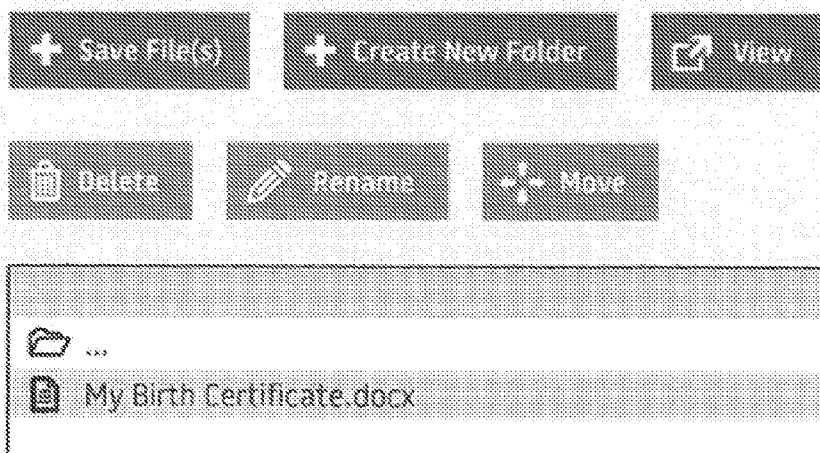 Save File(s) Create New Folder View
Delete Rename Move
...
My Birth Certificate.docx